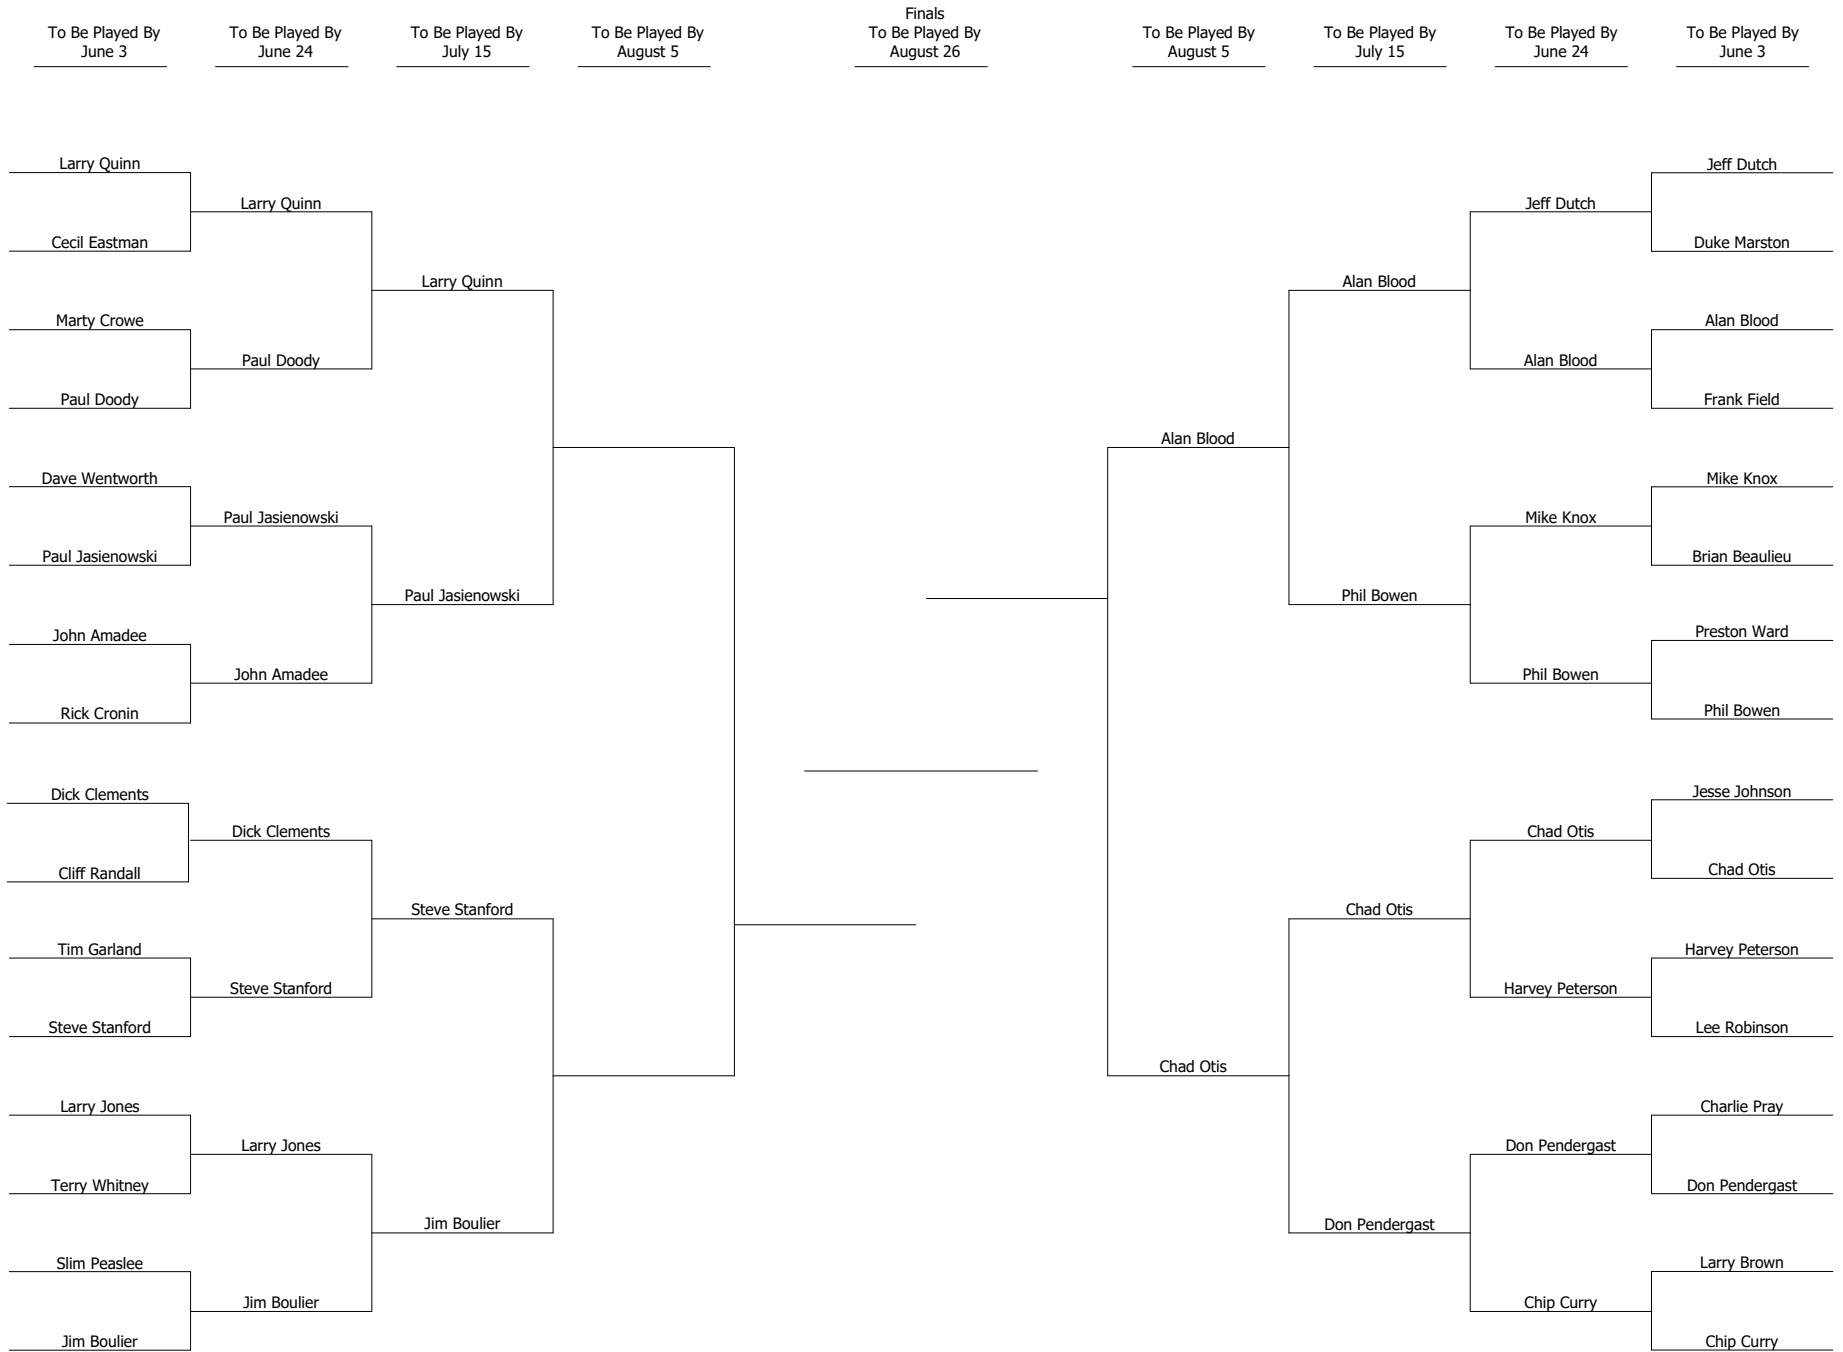 Finals
To Be Played By
June 3
To Be Played By
June 24
To Be Played By
July 15
To Be Played By
August 5
To Be Played By
August 26
To Be Played By
August 5
To Be Played By
July 15
To Be Played By
June 24
To Be Played By
June 3
Larry Quinn
Cecil Eastman
Marty Crowe
Paul Doody
Dave Wentworth
Paul Jasienowski
John Amadee
Rick Cronin
Dick Clements
Cliff Randall
Tim Garland
Steve Stanford
Larry Jones
Terry Whitney
Slim Peaslee
Jim Boulier
Larry Quinn
Paul Doody
Paul Jasienowski
John Amadee
Dick Clements
Steve Stanford
Larry Jones
Jim Boulier
Larry Quinn
Paul Jasienowski
Steve Stanford
Jim Boulier
Alan Blood
Chad Otis
Alan Blood
Phil Bowen
Chad Otis
Don Pendergast
Jeff Dutch
Alan Blood
Mike Knox
Phil Bowen
Chad Otis
Harvey Peterson
Don Pendergast
Chip Curry
Jeff Dutch
Duke Marston
Alan Blood
Frank Field
Mike Knox
Brian Beaulieu
Preston Ward
Phil Bowen
Jesse Johnson
Chad Otis
Harvey Peterson
Lee Robinson
Charlie Pray
Don Pendergast
Larry Brown
Chip Curry